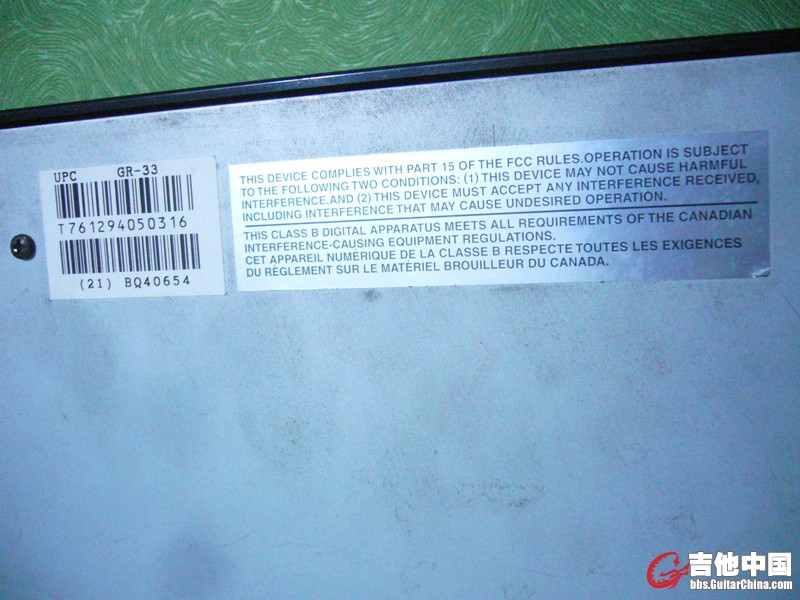 UPC GR-33
T761294050316
(21) BQ40654
THIS DEVICE COMPLIES WITH PART 15 OF THE FCC RULES.OPERATION IS SUBJECT
TO THE FOLLOWING TWO CONDITIONS: (1) THIS DEVICE MAY NOT CAUSE HARMFUL
INTERFERENCE,AND (2) THIS DEVICE MUST ACCEPT ANY INTERFERENCE RECEIVED,
INCLUDING INTERFERENCE THAT MAY CAUSE UNDESIRED OPERATION.
THIS CLASS B DIGITAL APPARATUS MEETS ALL REQUIREMENTS OF THE CANADIAN
INTERFERENCE-CAUSING EQUIPMENT REGULATIONS.
CET APPAREIL NUMÉRIQUE DE LA CLASSE B RESPECTE TOUTES LES EXIGENCES
DU RÈGLEMENT SUR LE MATÉRIEL BROUILLEUR DU CANADA.
吉他中国
bbs.GuitarChina.com